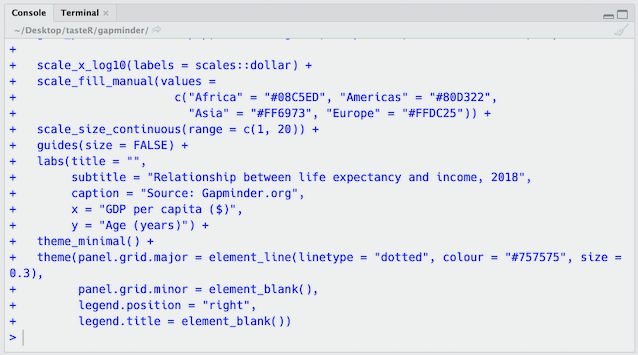 Console Terminal ×
~/Desktop/tasteR/gapminder/
+
+   scale_x_log10(labels = scales::dollar) +
+   scale_fill_manual(values =
+                     c("Africa" = "#08C5ED", "Americas" = "#80D322",
+                       "Asia" = "#FF6973", "Europe" = "#FFDC25")) +
+   scale_size_continuous(range = c(1, 20)) +
+   guides(size = FALSE) +
+   labs(title = "",
+        subtitle = "Relationship between life expectancy and income, 2018",
+        caption = "Source: Gapminder.org",
+        x = "GDP per capita ($)",
+        y = "Age (years)") +
+   theme_minimal() +
+   theme(panel.grid.major = element_line(linetype = "dotted", colour = "#757575", size =
0.3),
+         panel.grid.minor = element_blank(),
+         legend.position = "right",
+         legend.title = element_blank())
>